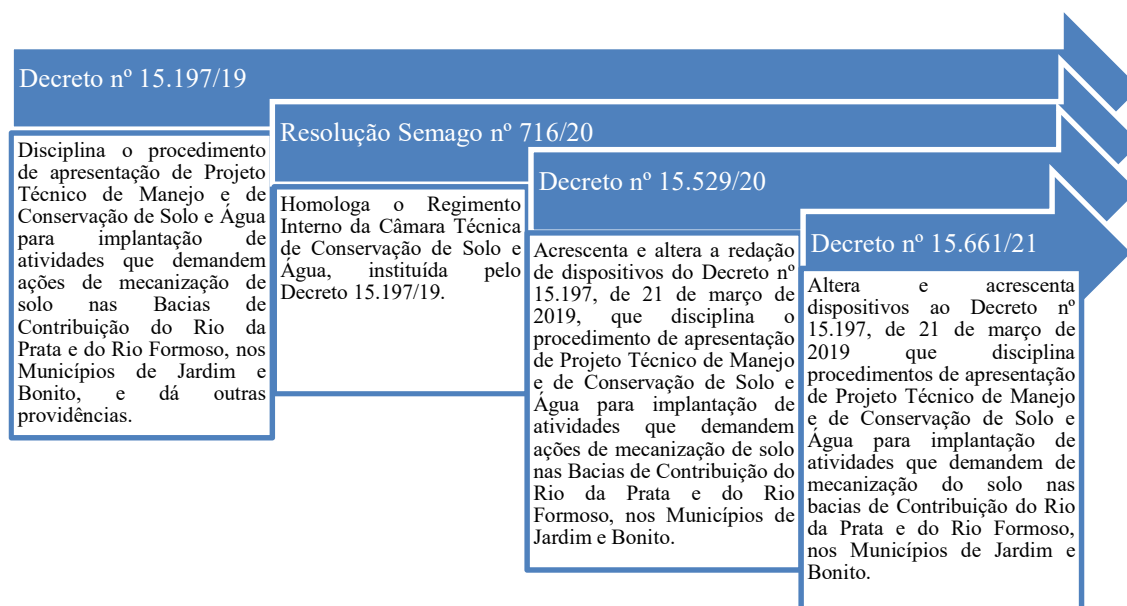 Decreto nº 15.197/19
Disciplina o procedimento
de apresentação de Projeto
Técnico de Manejo e de
Conservação de Solo e Água
para implantação de
atividades que demandem
ações de mecanização de
solo nas Bacias de
Contribuição do Rio da
Prata e do Rio Formoso, nos
Municípios de Jardim e
Bonito, e dá outras
providências.
Resolução Semago nº 716/20
Homologa o Regimento
Interno da Câmara Técnica
de Conservação de Solo e
Água, instituída pelo
Decreto 15.197/19.
Decreto nº 15.529/20
Acrescenta e altera a redação
de dispositivos do Decreto nº
15.197, de 21 de março de
2019, que disciplina o
procedimento de apresentação
de Projeto Técnico de Manejo
e de Conservação de Solo e
Água para implantação de
atividades que demandem
ações de mecanização de solo
nas Bacias de Contribuição do
Rio da Prata e do Rio
Formoso, nos Municípios de
Jardim e Bonito.
Decreto nº 15.661/21
Altera e acrescenta
dispositivos ao Decreto nº
15.197, de 21 de março de
2019 que disciplina
procedimentos de apresentação
de Projeto Técnico de Manejo
e de Conservação de Solo e
Água para implantação de
atividades que demandem de
mecanização do solo nas
bacias de Contribuição do Rio
da Prata e do Rio Formoso,
nos Municípios de Jardim e
Bonito.